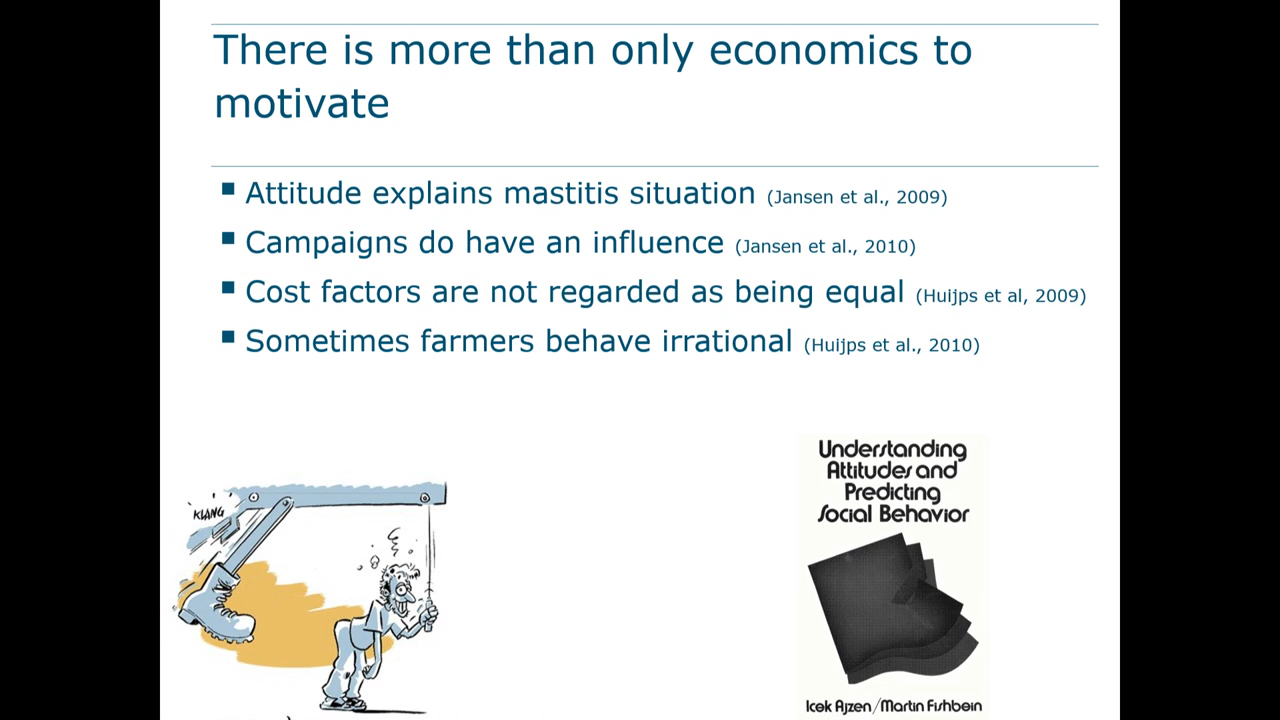 There is more than only economics to
motivate
Attitude explains mastitis situation (Jansen et al., 2009)
Campaigns do have an influence (Jansen et al., 2010)
Cost factors are not regarded as being equal (Huijps et al, 2009)
Sometimes farmers behave irrational (Huijps et al., 2010)
KLANG
Understanding
Attitudes and
Predicting
Social Behavior
Icek Ajzen/Martin Fishbein